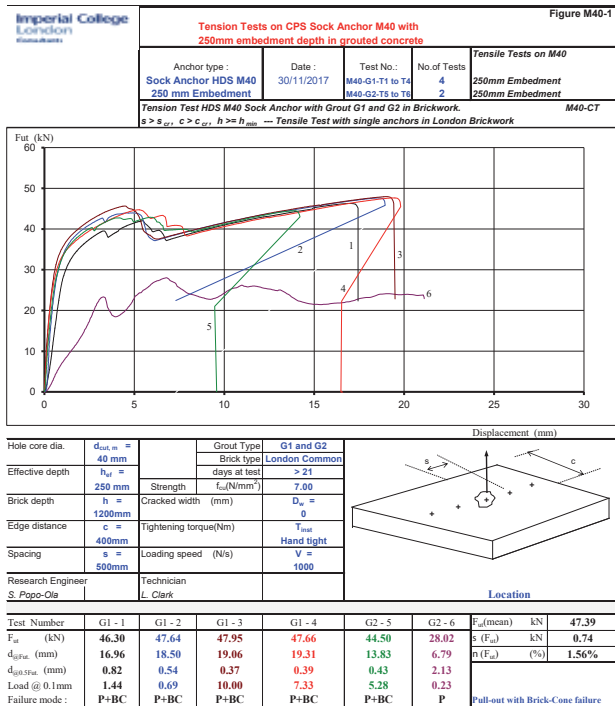 Imperial College
London
Consultants
Figure M40-1
Tension Tests on CPS Sock Anchor M40 with
250mm embedment depth in grouted concrete
Anchor type : Date : Test No.: No.of Tests Tensile Tests on M40
Sock Anchor HDS M40 30/11/2017 M40-G1-T1 to T4 4 250mm Embedment
250 mm Embedment M40-G2-T5 to T6 2 250mm Embedment
Tension Test HDS M40 Sock Anchor with Grout G1 and G2 in Brickwork. M40-CT
s > s cr, c > c cr, h >= h min --- Tensile Test with single anchors in London Brickwork
Fut (kN)
60
50
40
30
20
10
0
0 5 10 15 20 25 30
1
2
3
4
5
6
Displacement (mm)
Hole core dia. d cut, m = Grout Type G1 and G2
40 mm Brick type London Common
Effective depth h ef = days at test > 21
250 mm Strength f cu(N/mm²) 7.00
Brick depth h = Cracked width (mm) D w =
1200mm 0
Edge distance c = Tightening torque(Nm) T inst
400mm Hand tight
Spacing s = Loading speed (N/s) V =
500mm 1000
Research Engineer Technician
S. Popo-Ola L. Clark
s
c
Location
Test Number G1 - 1 G1 - 2 G1 - 3 G1 - 4 G2 - 5 G2 - 6 F ut(mean) kN 47.39
F ut (kN) 46.30 47.64 47.95 47.66 44.50 28.02 s (F ut) kN 0.74
d @Fut. (mm) 16.96 18.50 19.06 19.31 13.83 6.79 n (F ut) (%) 1.56%
d @0.5Fut. (mm) 0.82 0.54 0.37 0.39 0.43 2.13
Load @ 0.1mm 1.44 0.69 10.00 7.33 5.28 0.23
Failure mode : P+BC P+BC P+BC P+BC P+BC P Pull-out with Brick-Cone failure